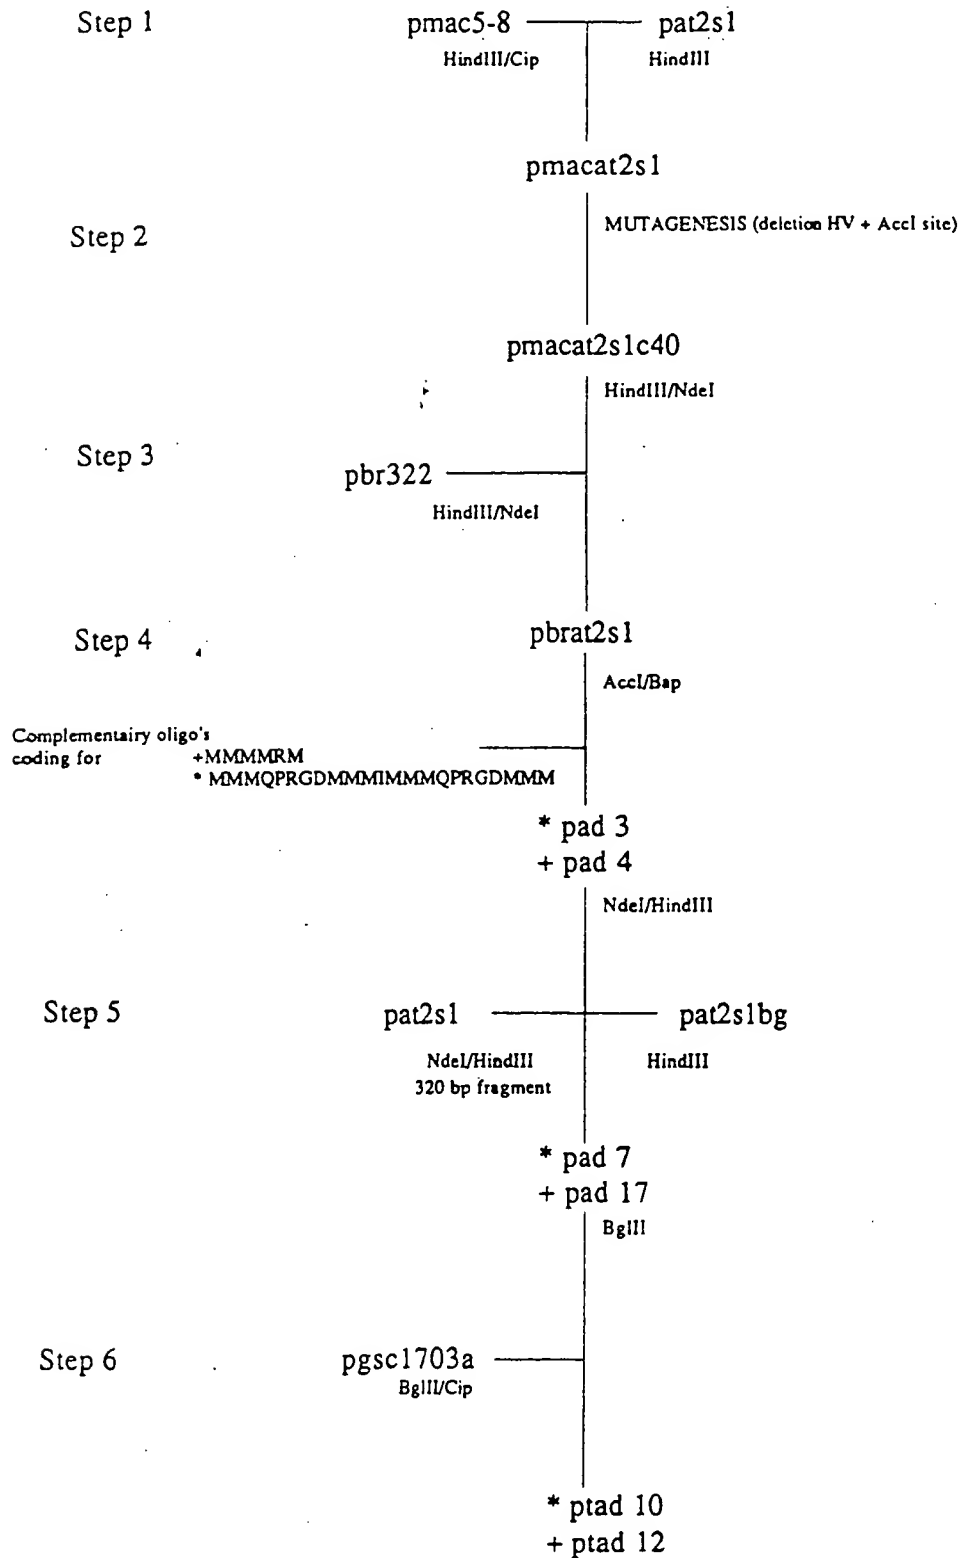 Step 1
pmac5-8
pat2s1
HindIII/Cip
HindIII
pmacat2s1
Step 2
MUTAGENESIS (deletion HV + AccI site)
pmacat2s1c40
HindIII/NdeI
Step 3
pbr322
HindIII/NdeI
Step 4
pbrat2s1
AccI/Bap
Complementairy oligo's
coding for +MMMMRM
* MMMQPRGDMMMIMMMQPRGDMMM
* pad 3
+ pad 4
NdeI/HindIII
Step 5
pat2s1
pat2s1bg
NdeI/HindIII
HindIII
320 bp fragment
* pad 7
+ pad 17
BglII
Step 6
pgsc1703a
BglII/Cip
* ptad 10
+ ptad 12